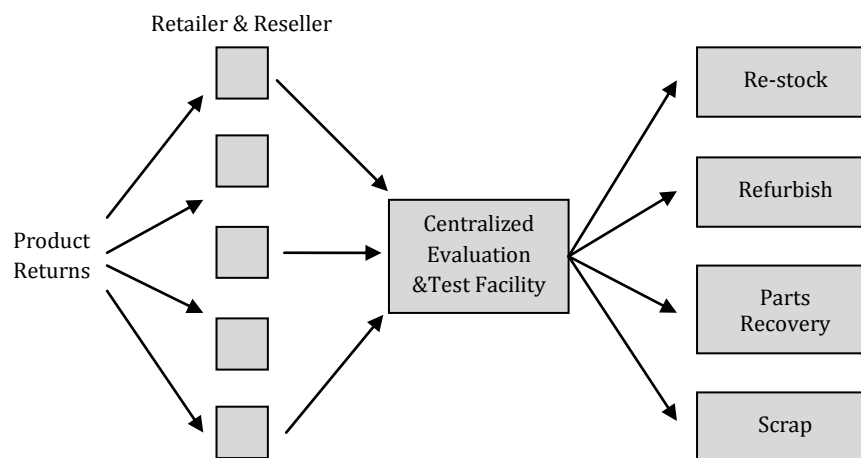 Retailer & Reseller
Product
Returns
Centralized
Evaluation
&Test Facility
Re-stock
Refurbish
Parts
Recovery
Scrap